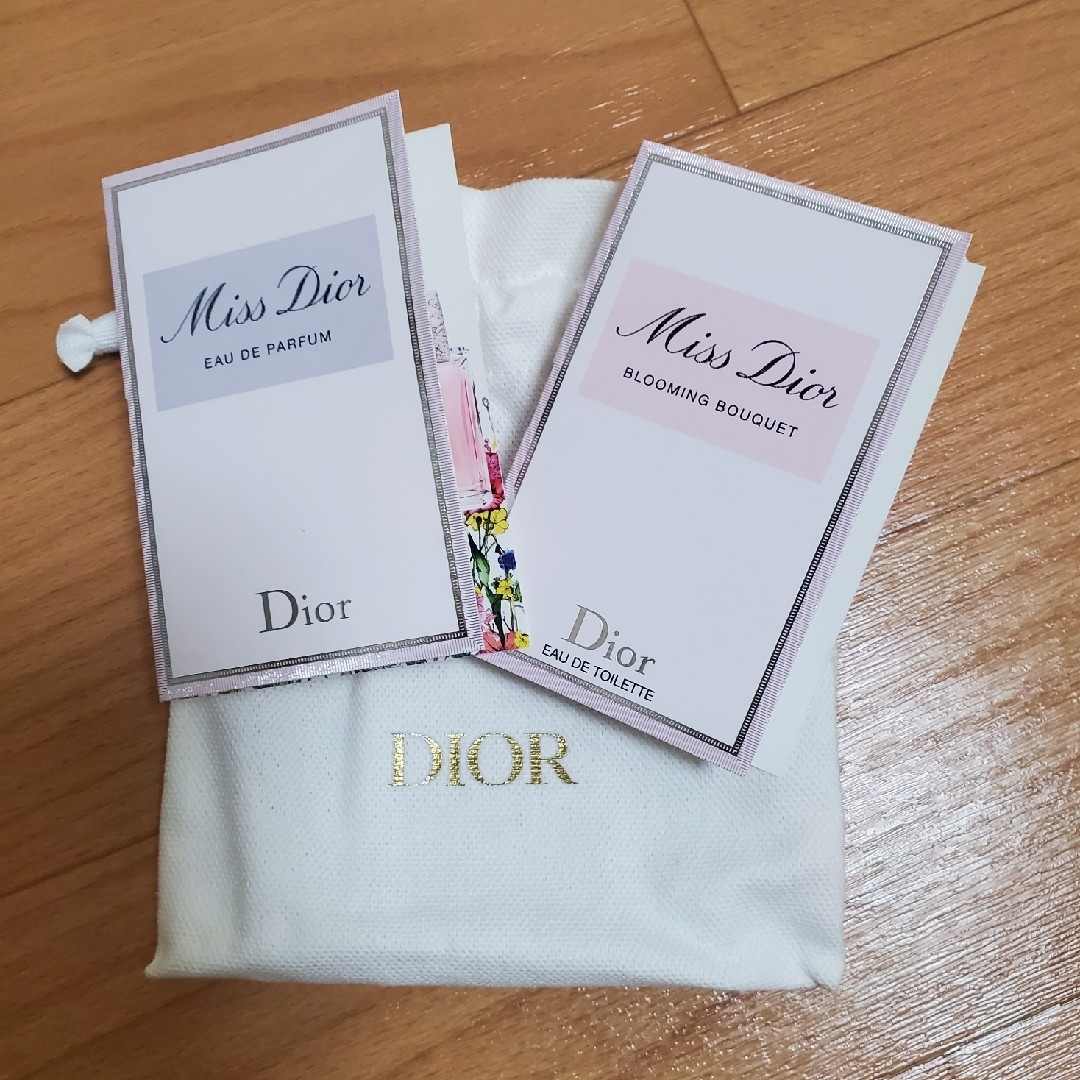 Miss Dior
EAU DE PARFUM
Dior
Miss Dior
BLOOMING BOUQUET
Dior
EAU DE TOILETTE
DIOR